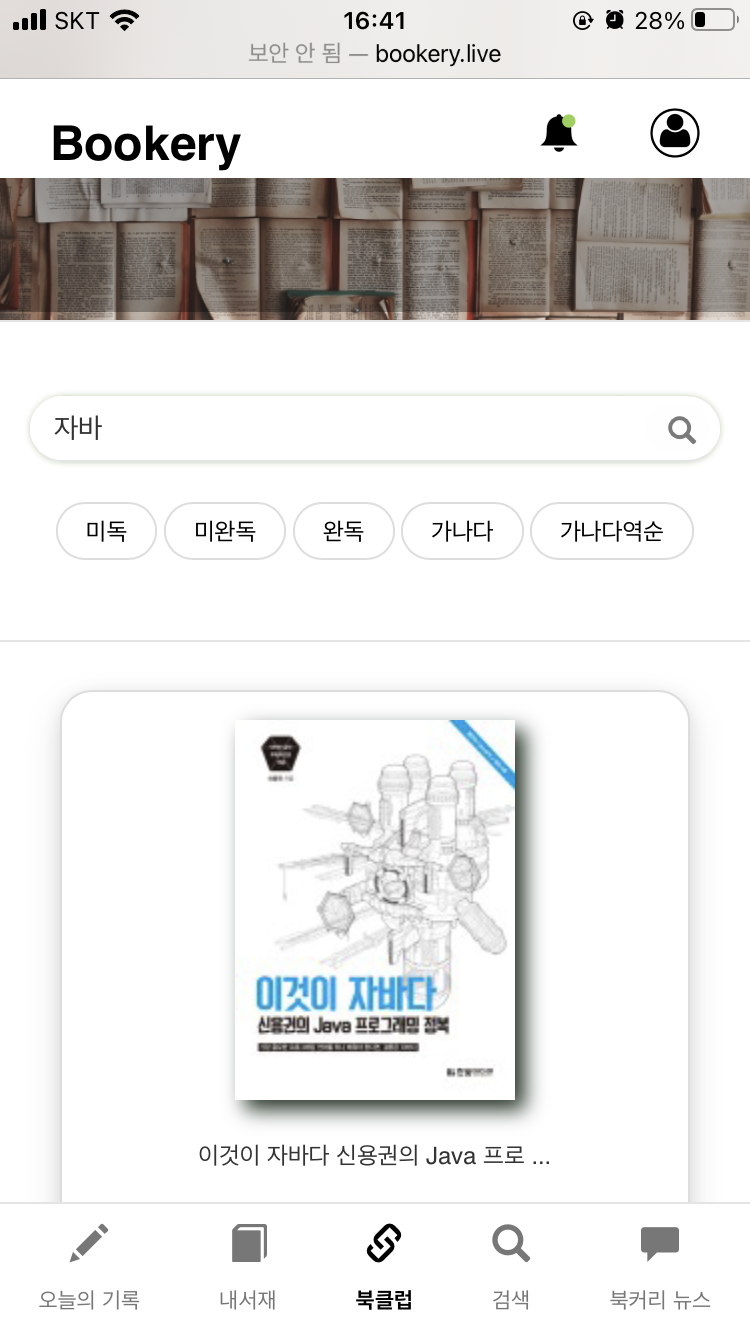 SKT 16:41 28%
보안 안 됨 — bookery.live
Bookery
자바
미독 미완독 완독 가나다 가나다역순
이것이 자바다
신용권의 Java 프로그래밍 정복
이것이 자바다 신용권의 Java 프로 ...
오늘의 기록 내서재 북클럽 검색 북커리 뉴스